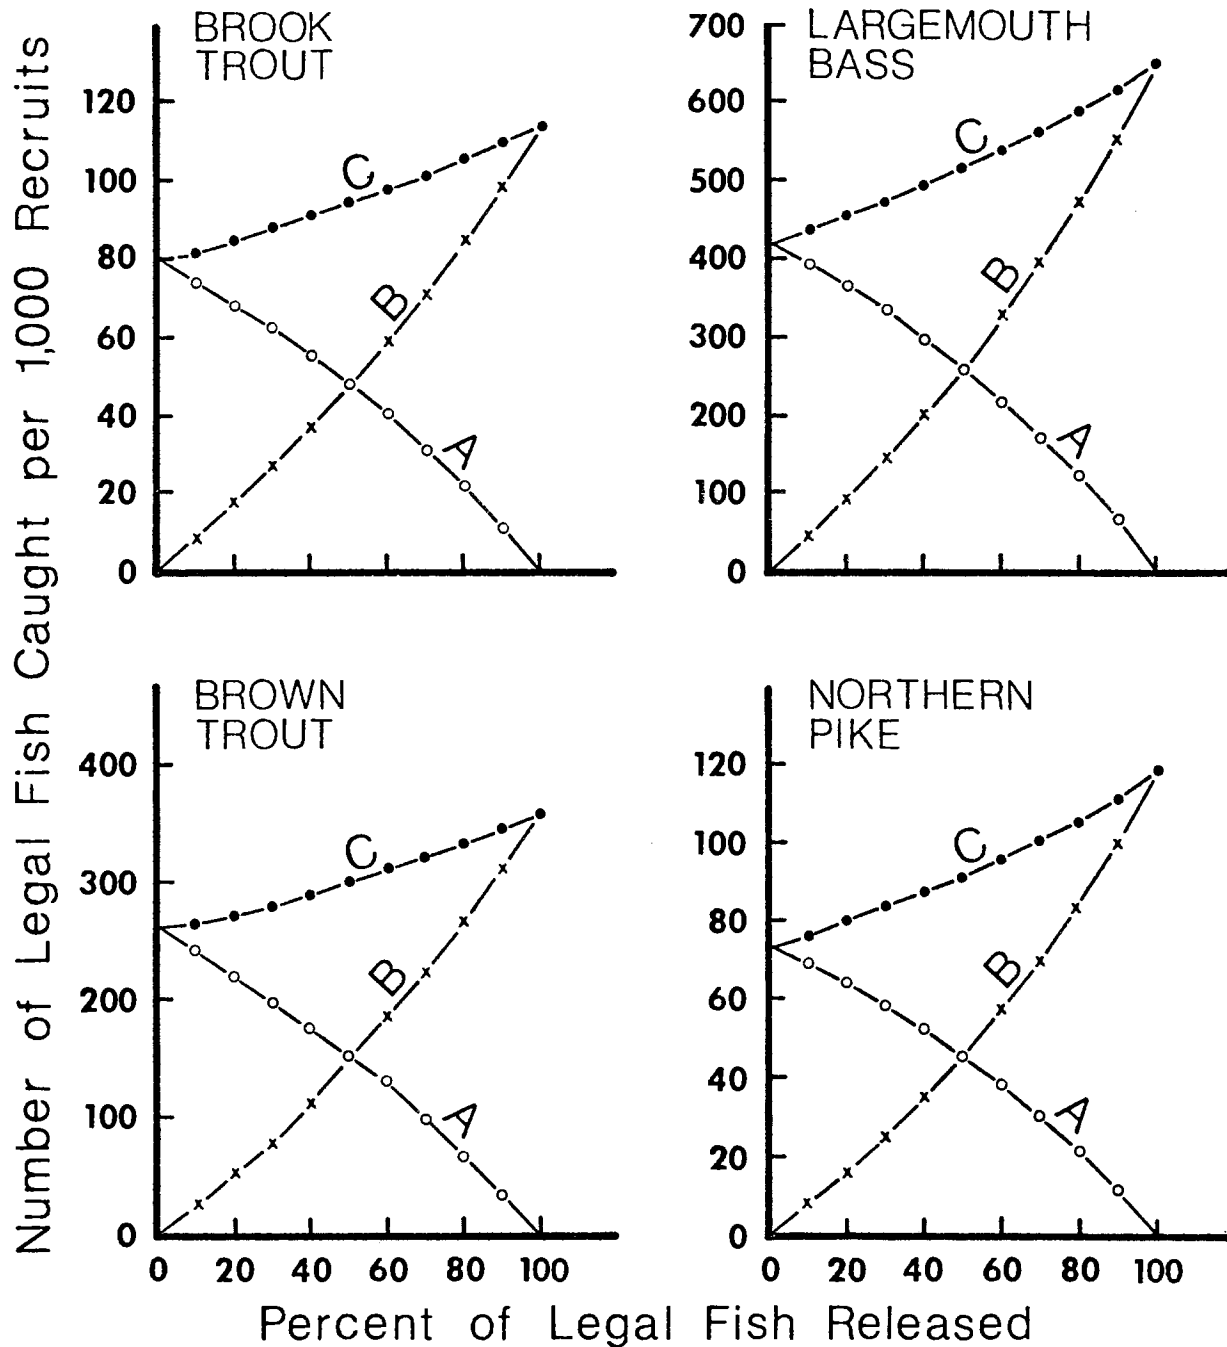 Number of Legal Fish Caught per 1,000 Recruits
BROOK
TROUT
120
100
80
60
40
20
0
C
B
A
LARGEMOUTH
BASS
700
600
500
400
300
200
100
0
C
B
A
BROWN
TROUT
400
300
200
100
0
C
B
A
0 20 40 60 80 100
NORTHERN
PIKE
120
100
80
60
40
20
0
C
B
A
0 20 40 60 80 100
Percent of Legal Fish Released